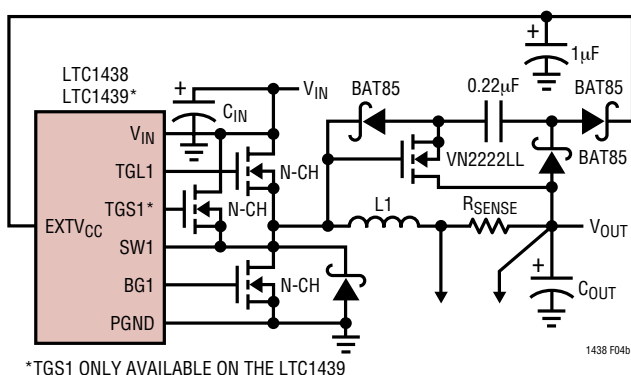 +
1µF
LTC1438
LTC1439*
+
C_IN
V_IN
BAT85
0.22µF
BAT85
V_IN
TGL1
N-CH
VN2222LL
BAT85
TGS1*
N-CH
L1
R_SENSE
EXTV_CC
SW1
V_OUT
BG1
N-CH
+
C_OUT
PGND
1438 F04b
*TGS1 ONLY AVAILABLE ON THE LTC1439